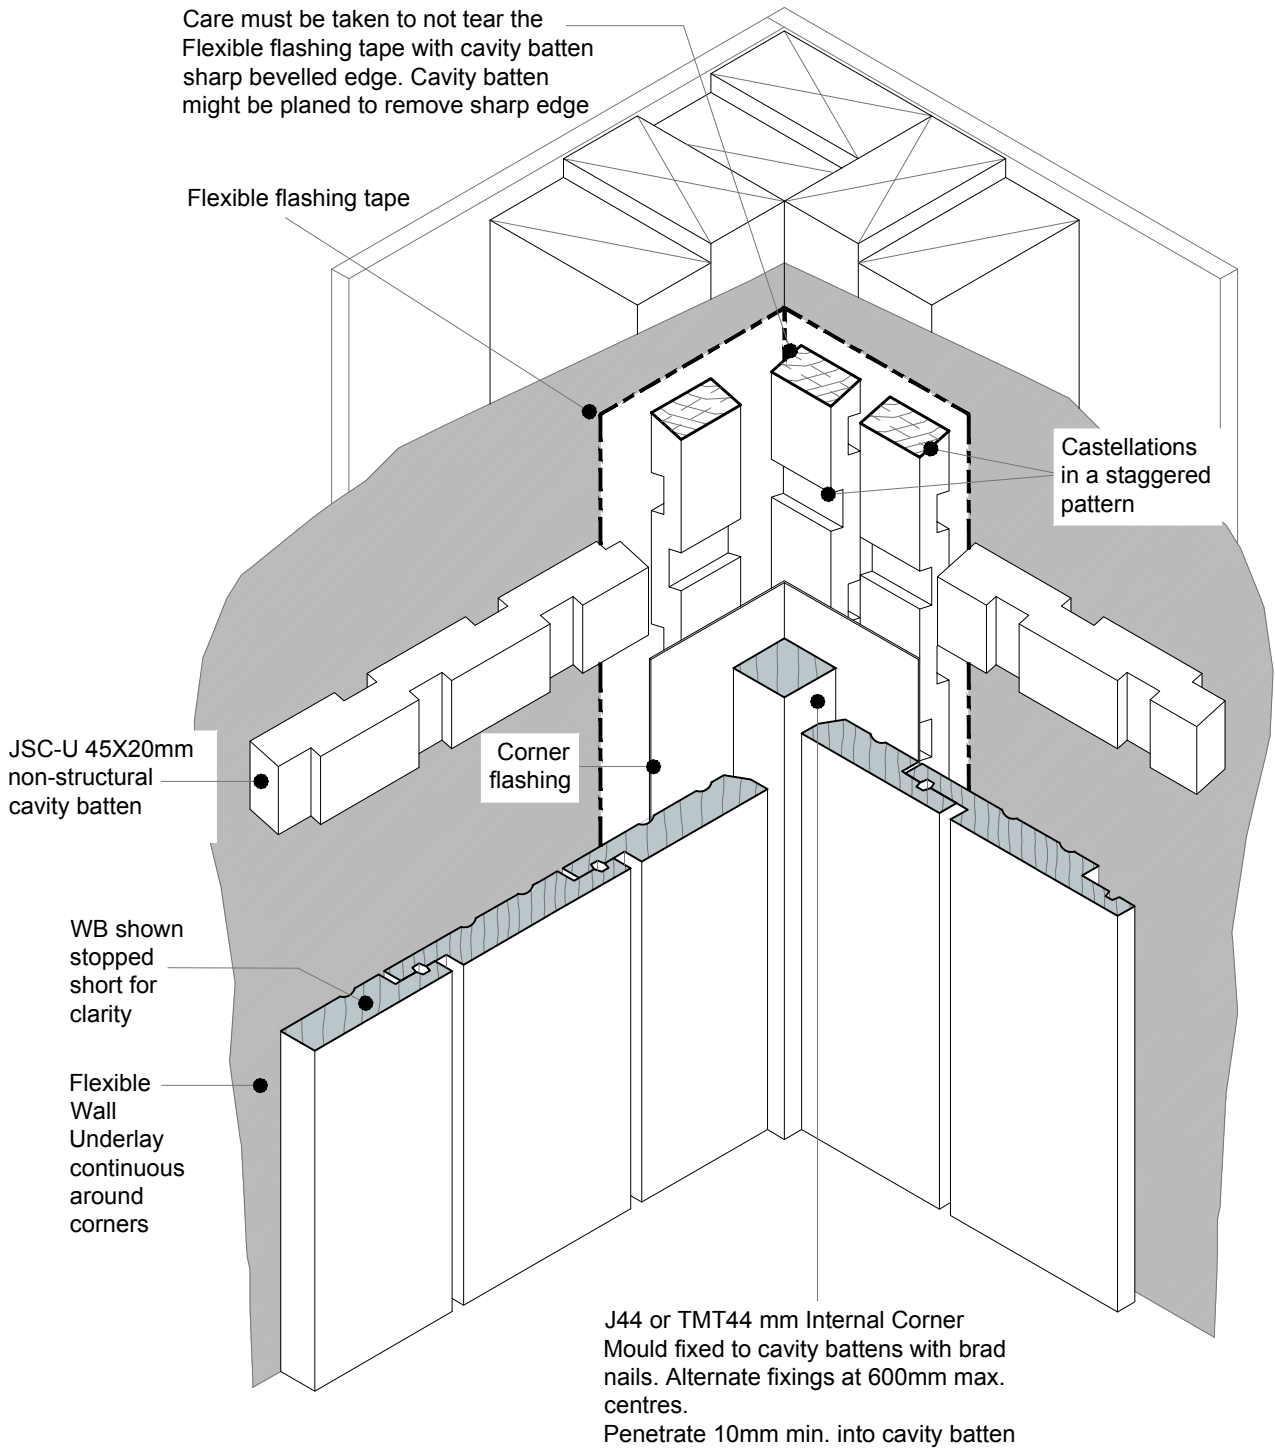 Care must be taken to not tear the
Flexible flashing tape with cavity batten
sharp bevelled edge. Cavity batten
might be planed to remove sharp edge
Flexible flashing tape
Castellations
in a staggered
pattern
JSC-U 45X20mm
non-structural
cavity batten
Corner
flashing
WB shown
stopped
short for
clarity
Flexible
Wall
Underlay
continuous
around
corners
J44 or TMT44 mm Internal Corner
Mould fixed to cavity battens with brad
nails. Alternate fixings at 600mm max.
centres.
Penetrate 10mm min. into cavity batten